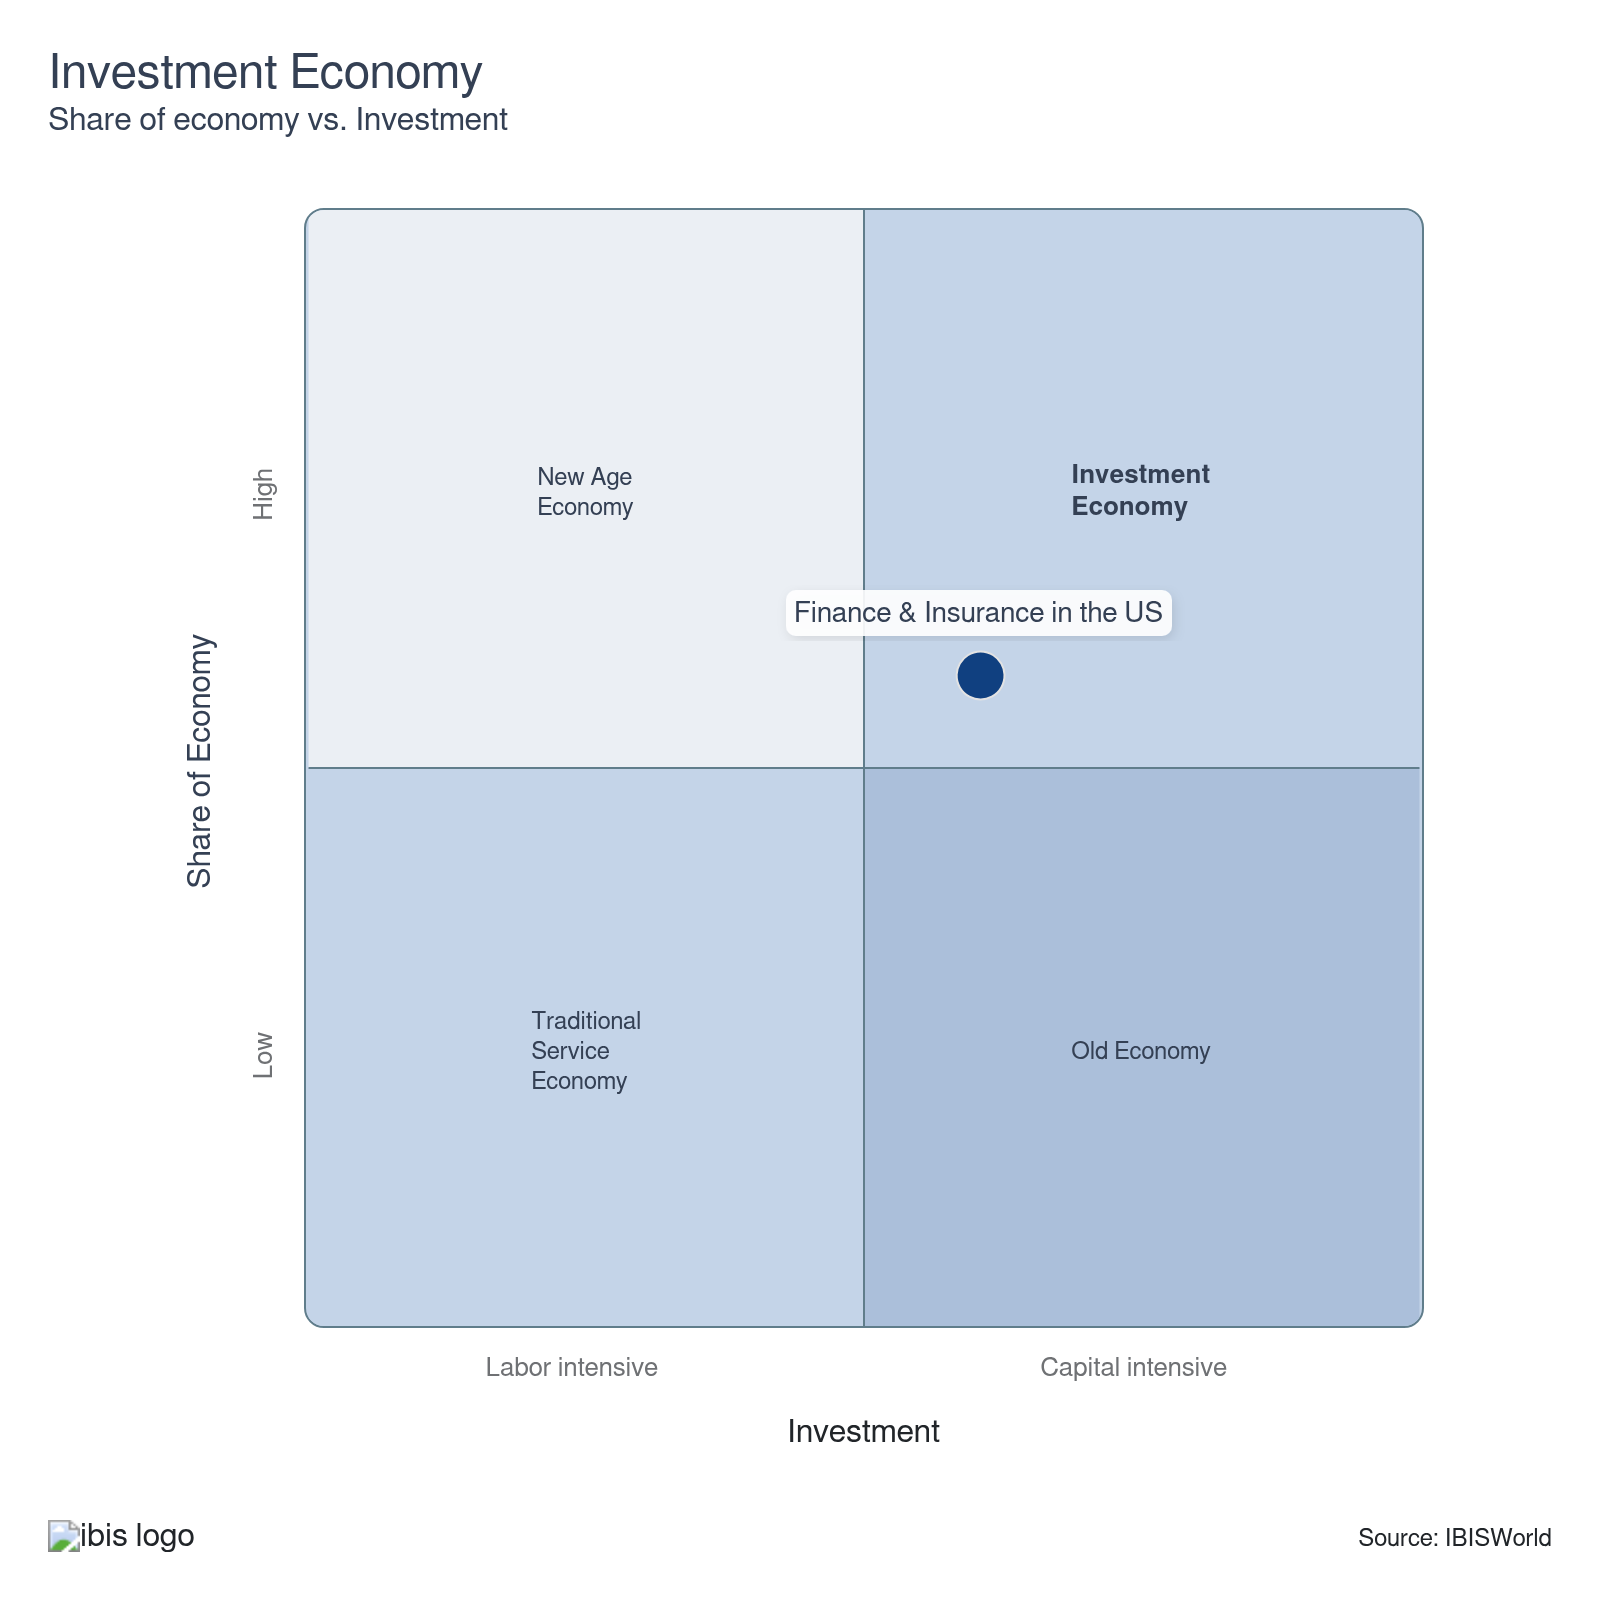 Investment Economy
Share of economy vs. Investment
New Age
Economy
Investment
Economy
High
Finance & Insurance in the US
Share of Economy
Traditional
Service
Economy
Old Economy
Low
Labor intensive
Capital intensive
Investment
ibis logo
Source: IBISWorld